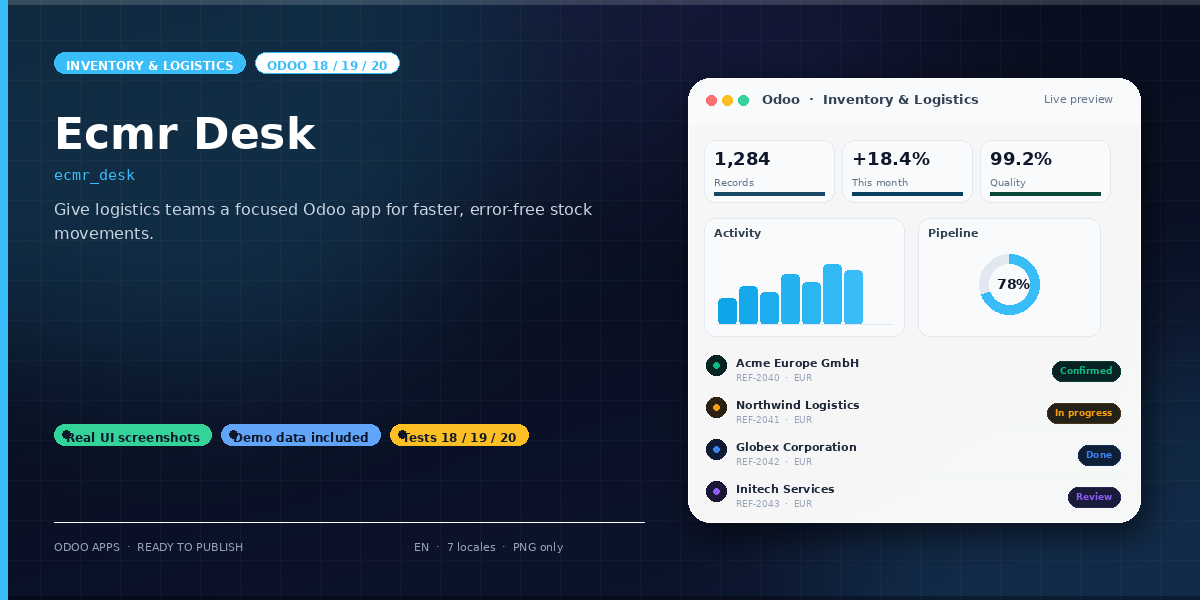 INVENTORY & LOGISTICS
ODOO 18 / 19 / 20
Ecmr Desk
ecmr_desk
Give logistics teams a focused Odoo app for faster, error-free stock
movements.
Real UI screenshots
Demo data included
Tests 18 / 19 / 20
ODOO APPS · READY TO PUBLISH
EN · 7 locales · PNG only
Odoo · Inventory & Logistics
Live preview
1,284
Records
+18.4%
This month
99.2%
Quality
Activity
Pipeline
78%
Acme Europe GmbH
REF-2040 · EUR
Confirmed
Northwind Logistics
REF-2041 · EUR
In progress
Globex Corporation
REF-2042 · EUR
Done
Initech Services
REF-2043 · EUR
Review